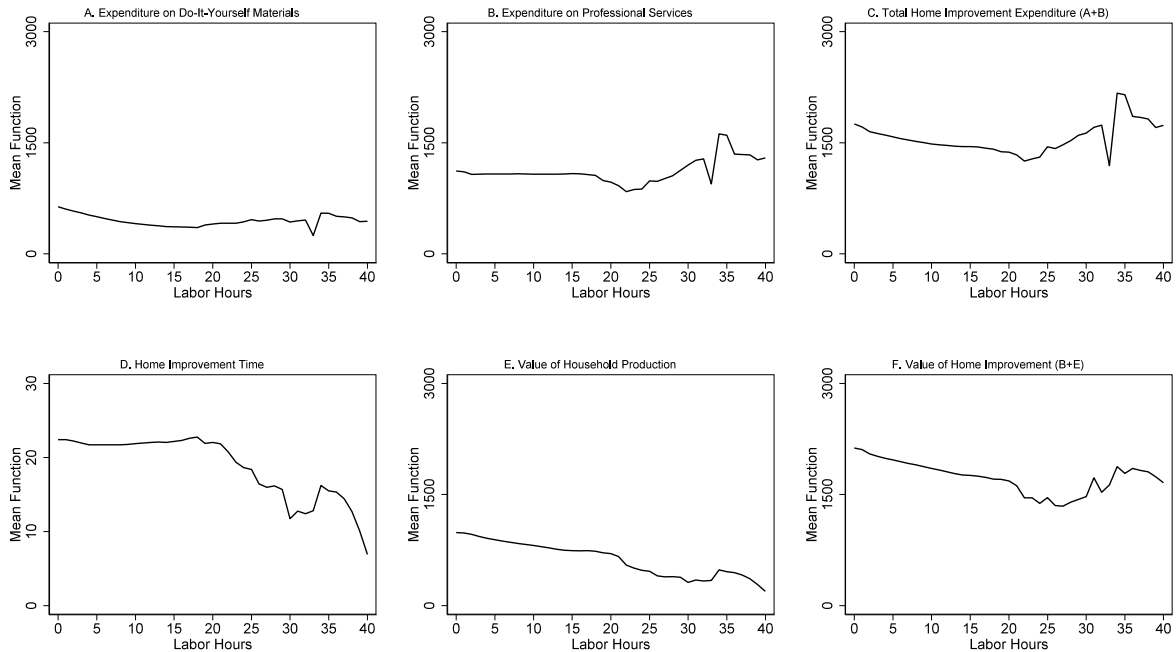 A. Expenditure on Do-It-Yourself Materials
Mean Function
3000
1500
0
0 5 10 15 20 25 30 35 40
Labor Hours
B. Expenditure on Professional Services
Mean Function
3000
1500
0
0 5 10 15 20 25 30 35 40
Labor Hours
C. Total Home Improvement Expenditure (A+B)
Mean Function
3000
1500
0
0 5 10 15 20 25 30 35 40
Labor Hours
D. Home Improvement Time
Mean Function
30
20
10
0
0 5 10 15 20 25 30 35 40
Labor Hours
E. Value of Household Production
Mean Function
3000
1500
0
0 5 10 15 20 25 30 35 40
Labor Hours
F. Value of Home Improvement (B+E)
Mean Function
3000
1500
0
0 5 10 15 20 25 30 35 40
Labor Hours